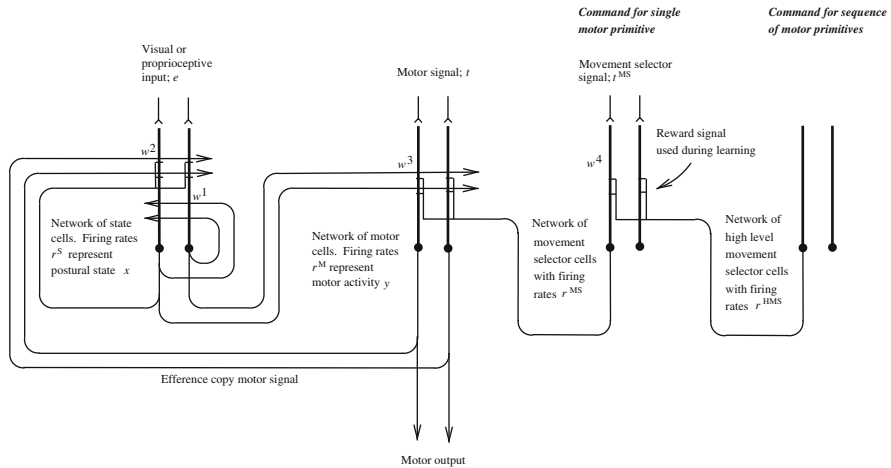 Command for single
motor primitive
Command for sequence
of motor primitives
Visual or
proprioceptive
input; e
Motor signal; t
Movement selector
signal; t^MS
w^2
w^1
w^3
w^4
Reward signal
used during learning
Network of state
cells. Firing rates
r^S represent
postural state x
Network of motor
cells. Firing rates
r^M represent
motor activity y
Network of
movement
selector cells
with firing
rates r^MS
Network of
high level
movement
selector cells
with firing
rates r^HMS
Efference copy motor signal
Motor output